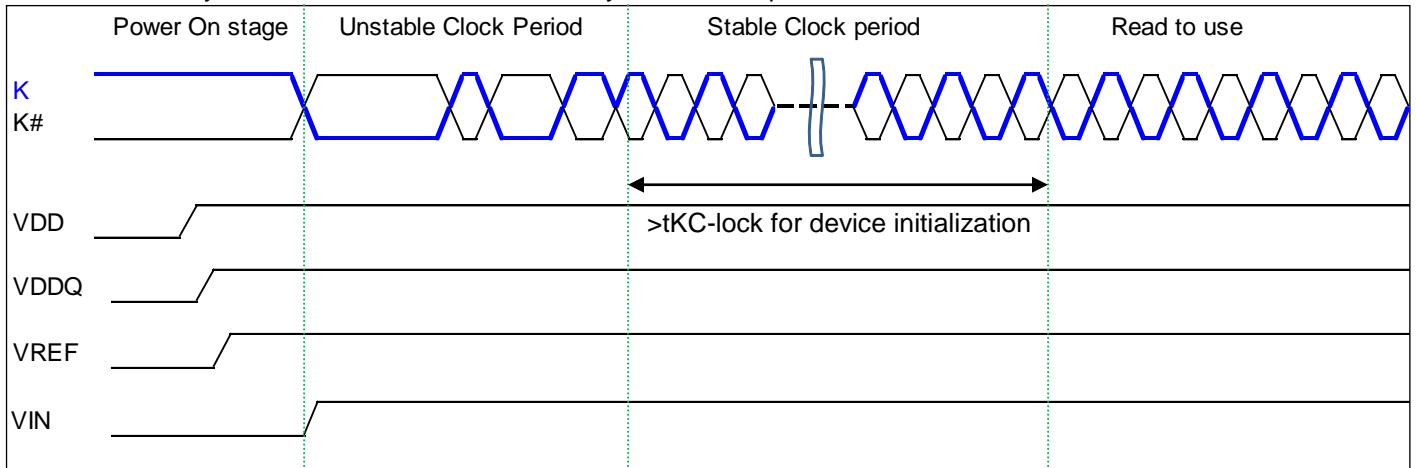 Power On stage Unstable Clock Period Stable Clock period Read to use
K
K#
VDD
>tKC-lock for device initialization
VDDQ
VREF
VIN